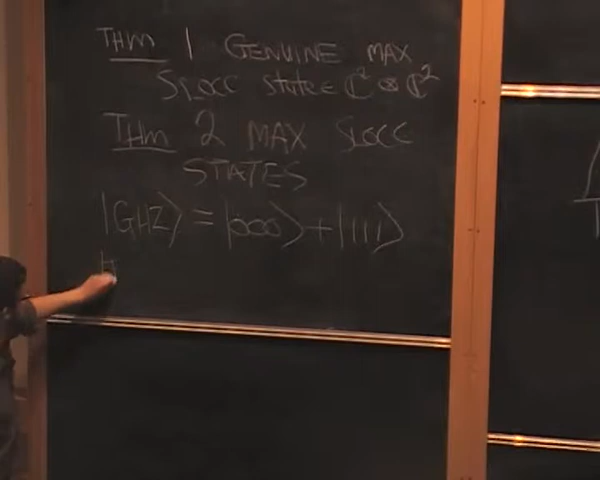 THM 1 GENUINE MAX
SLOCC state ∈ ℂ² ⊗ ℂ²
THM 2 MAX SLOCC
STATES
|GHZ⟩ = |000⟩ + |111⟩